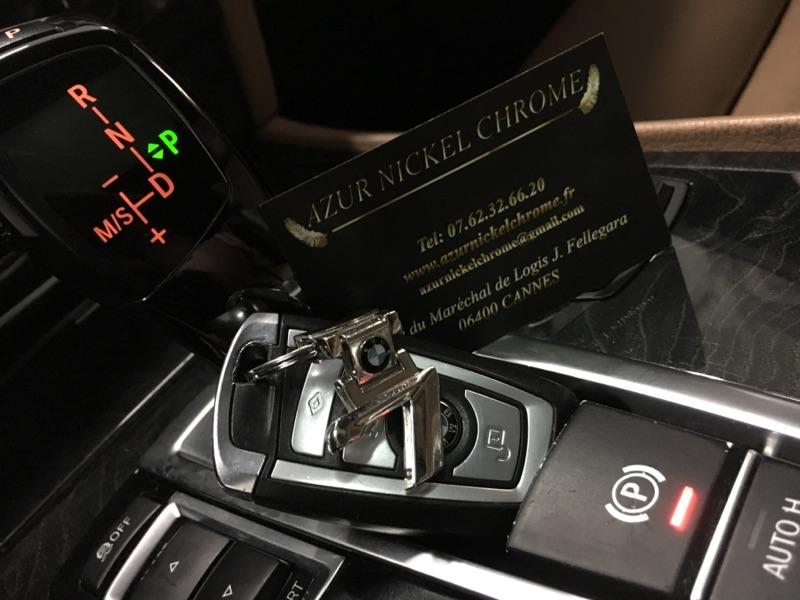 P
R
N
P
-
D
M/S
+
AZUR NICKEL CHROME
Tel: 07.62.32.66.20
www.azurnickelchrome.fr
azurnickelchrome@gmail.com
du Maréchal de Logis J. Fellegara
06400 CANNES
BMW
(P)
OFF
AUTO H